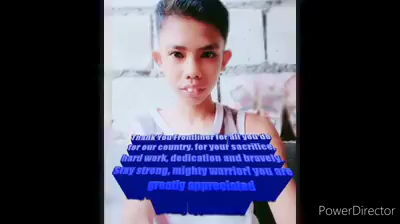 Thank You Frontliner for all you do
for our country. for your sacrifice,
hard work, dedication and bravely.
Stay strong, mighty warrior! you are
greatly appreciated
PowerDirector